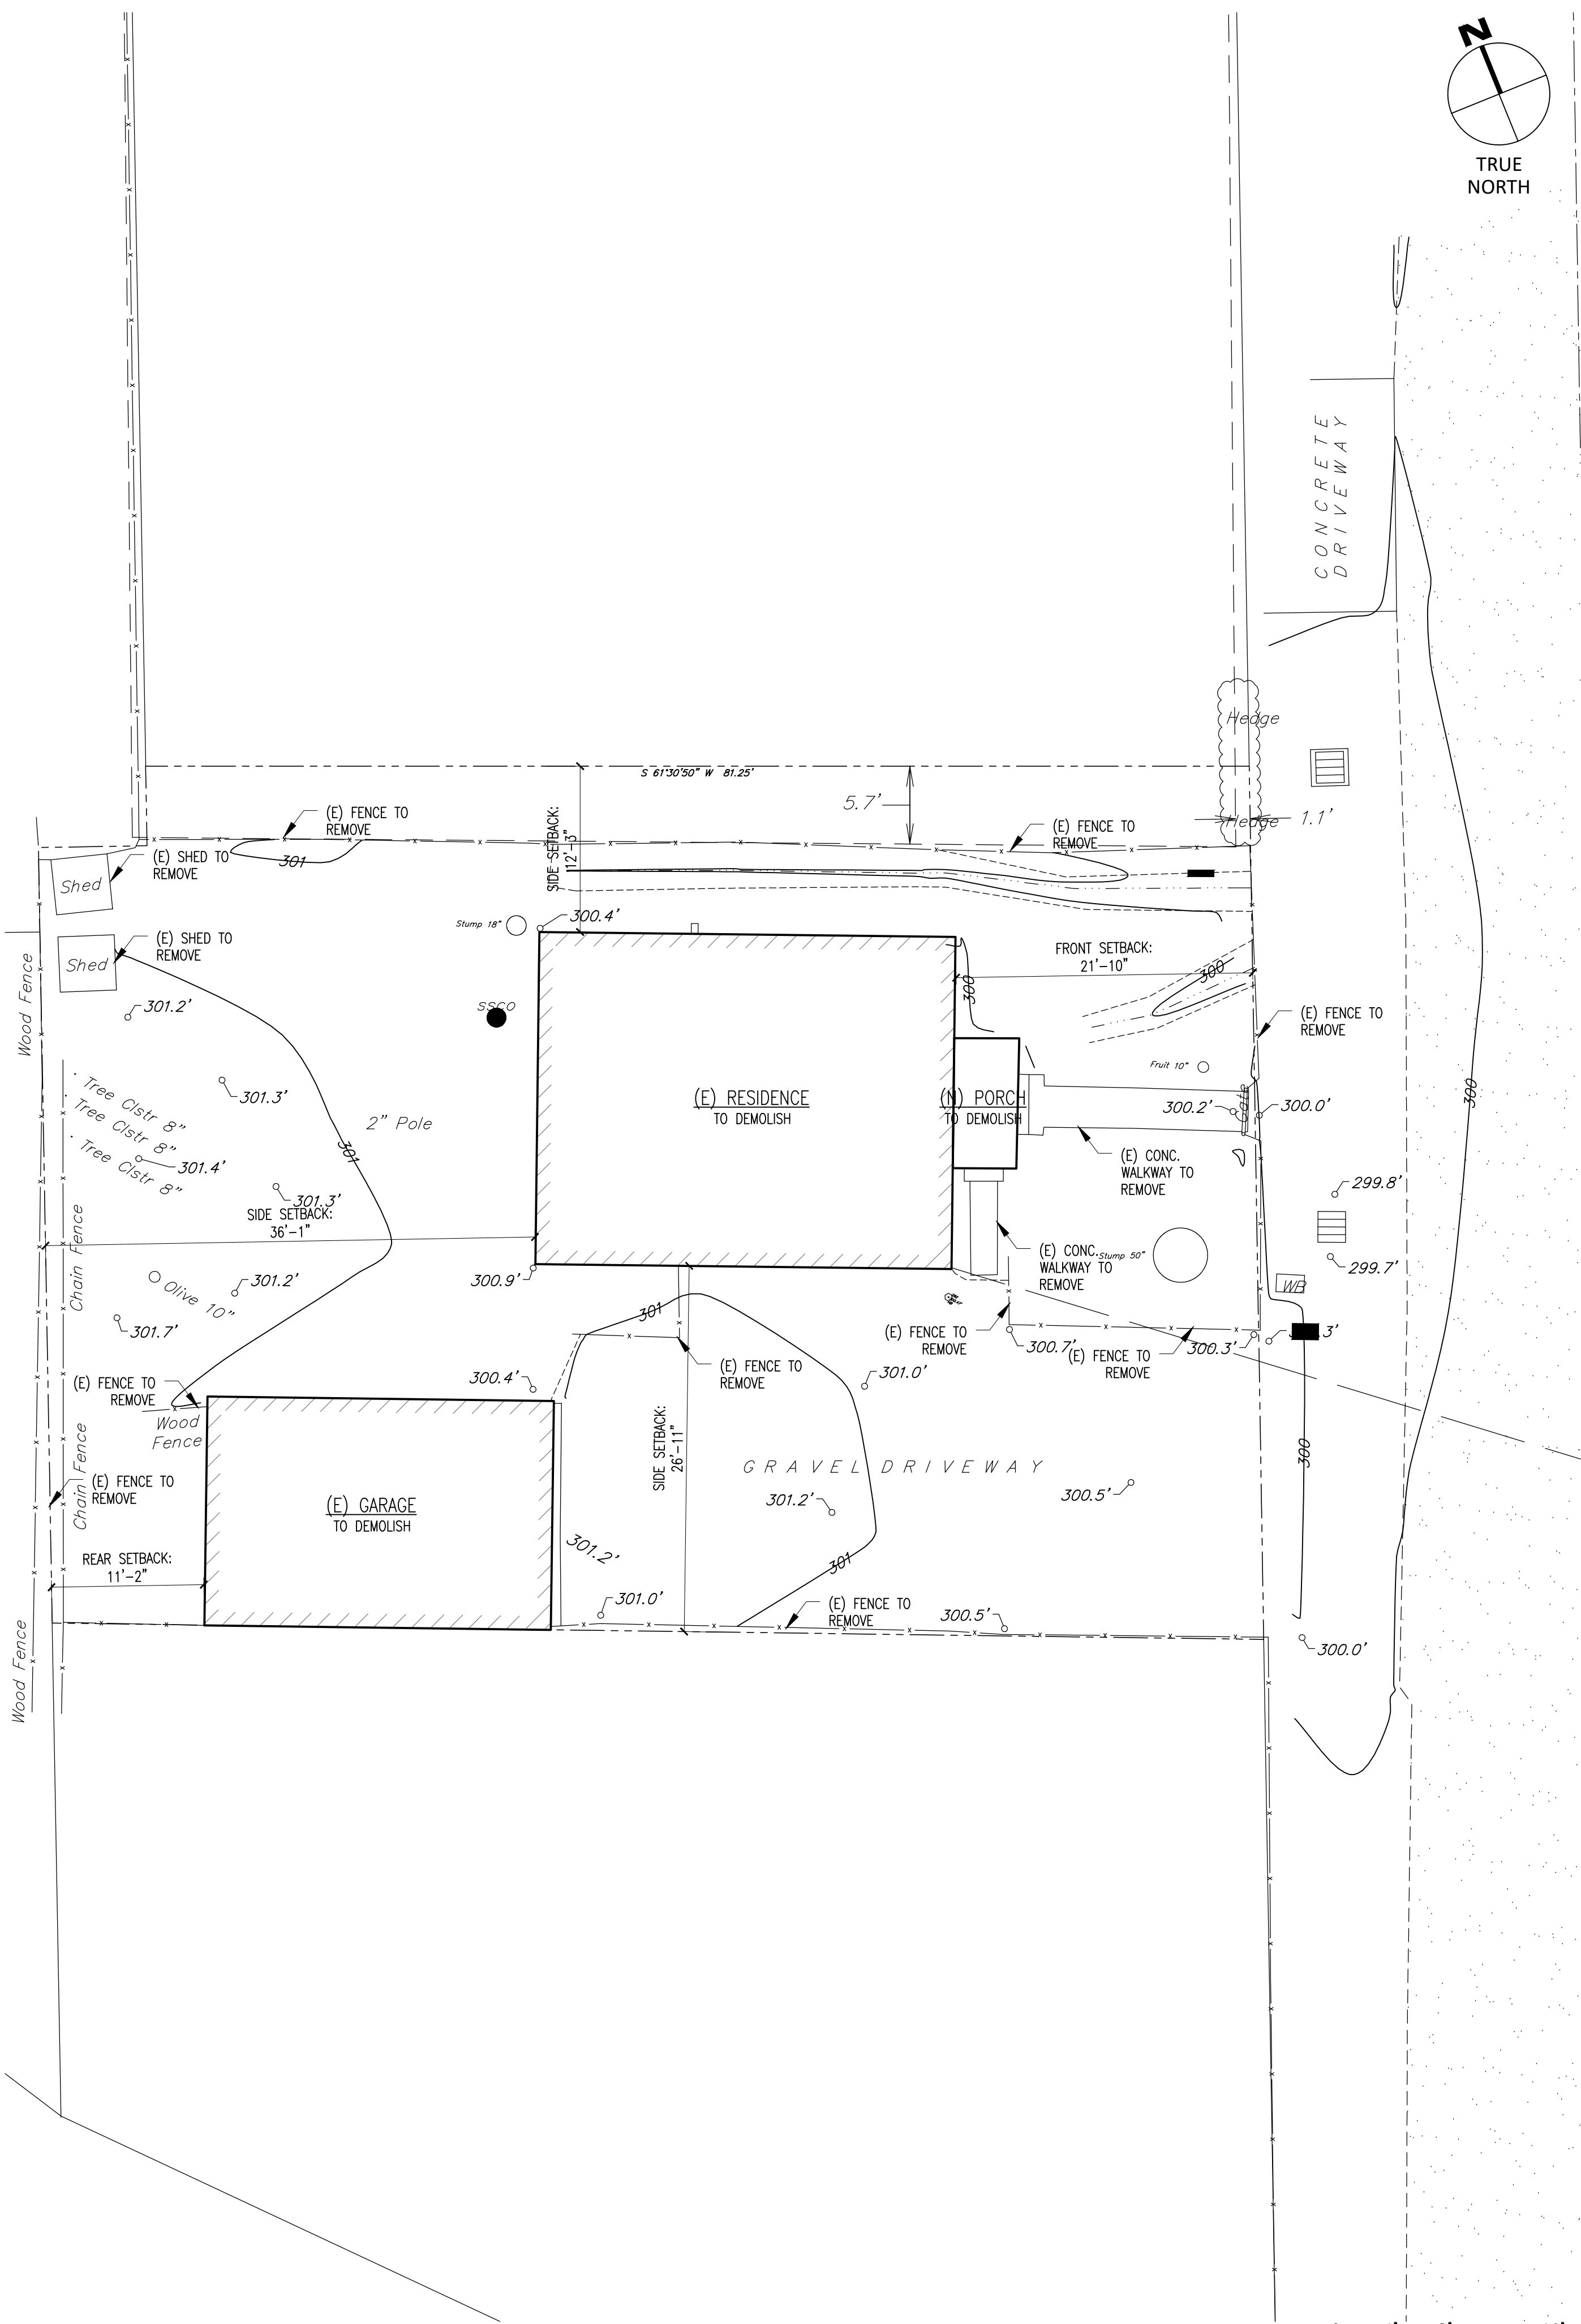 N
TRUE
NORTH
CONCRETE
DRIVEWAY
Hedge
S 61°30'50" W 81.25'
5.7'
Hedge
1.1'
(E) FENCE TO
REMOVE
SIDE SETBACK:
12'-3"
(E) FENCE TO
REMOVE
301
(E) SHED TO
REMOVE
Shed
Stump 18"
300.4'
(E) SHED TO
REMOVE
Shed
FRONT SETBACK:
21'-10"
300
300
Wood Fence
301.2'
ssco
(E) FENCE TO
REMOVE
Fruit 10"
Tree Clstr 8"
Tree Clstr 8"
Tree Clstr 8"
301.3'
2" Pole
(E) RESIDENCE
TO DEMOLISH
(N) PORCH
TO DEMOLISH
300.2'
300.0'
300
301
301.4'
(E) CONC.
WALKWAY TO
REMOVE
301.3'
299.8'
SIDE SETBACK:
36'-1"
Chain Fence
(E) CONC.
WALKWAY TO
REMOVE
Stump 50"
299.7'
Olive 10"
301.2'
300.9'
WB
301.7'
301
(E) FENCE TO
REMOVE
300.7'
(E) FENCE TO
REMOVE
300.3'
3'
(E) FENCE TO
REMOVE
300.4'
(E) FENCE TO
REMOVE
301.0'
Wood
Fence
SIDE SETBACK:
26'-11"
300
Chain Fence
(E) FENCE TO
REMOVE
GRAVEL DRIVEWAY
(E) GARAGE
TO DEMOLISH
301.2'
300.5'
301.2'
REAR SETBACK:
11'-2"
301
301.0'
(E) FENCE TO
REMOVE
300.5'
300.0'
Wood Fence